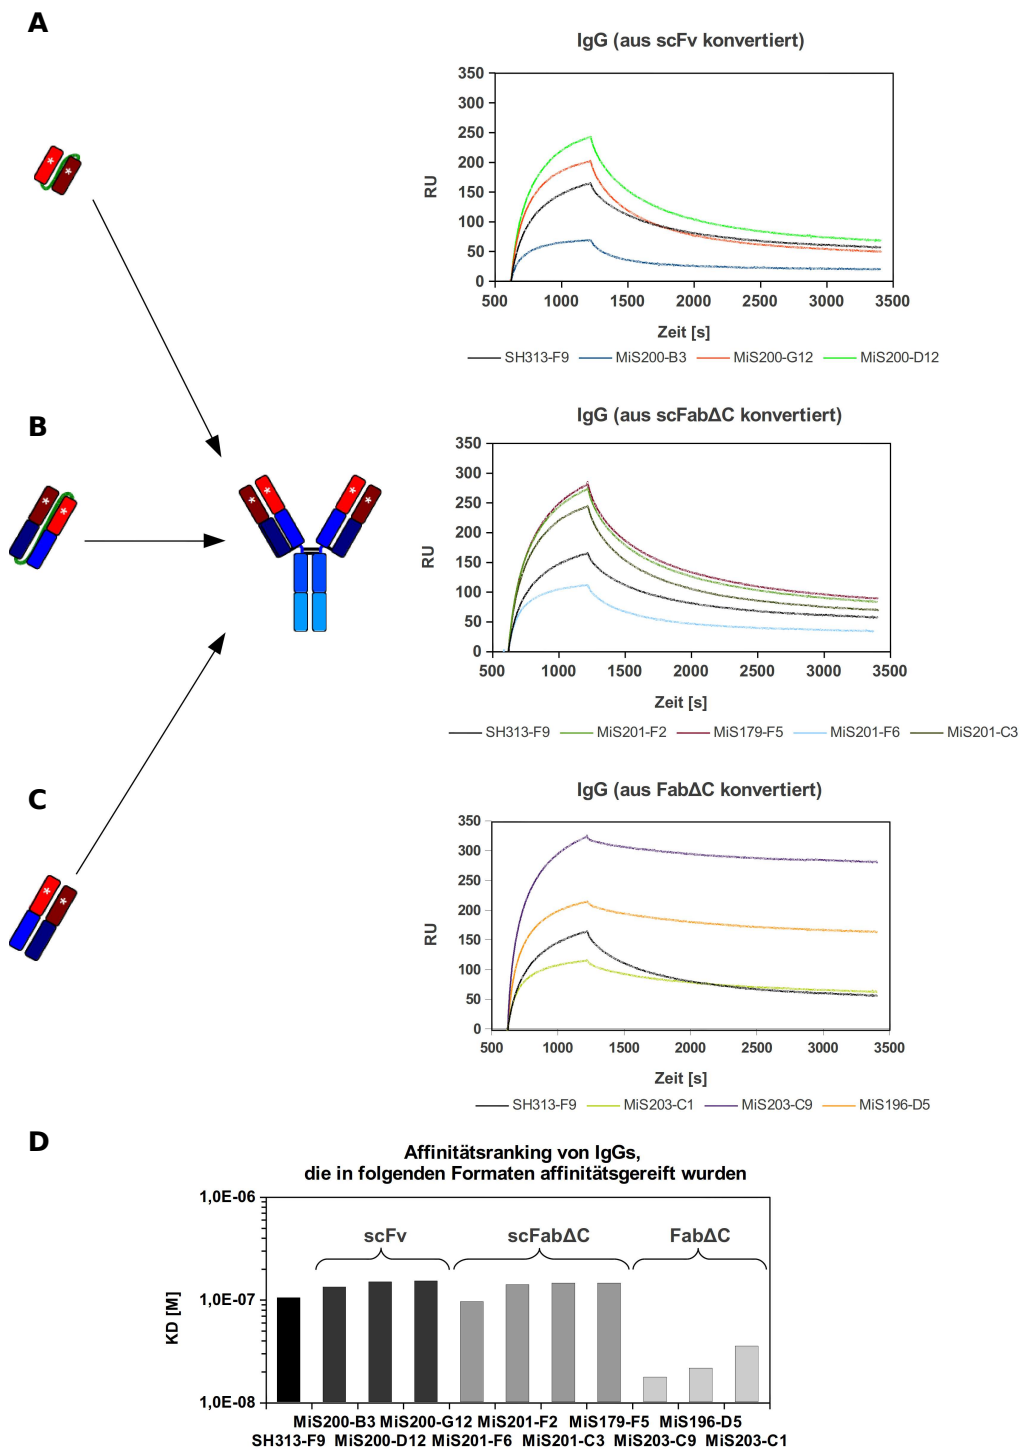 A
IgG (aus scFv konvertiert)
350
300
250
200
150
100
50
0
RU
500 1000 1500 2000 2500 3000 3500
Zeit [s]
SH313-F9 MiS200-B3 MiS200-G12 MiS200-D12
B
IgG (aus scFabΔC konvertiert)
350
300
250
200
150
100
50
0
RU
500 1000 1500 2000 2500 3000 3500
Zeit [s]
SH313-F9 MiS201-F2 MiS179-F5 MiS201-F6 MiS201-C3
C
IgG (aus FabΔC konvertiert)
350
300
250
200
150
100
50
0
RU
500 1000 1500 2000 2500 3000 3500
Zeit [s]
SH313-F9 MiS203-C1 MiS203-C9 MiS196-D5
D
Affinitätsranking von IgGs,
die in folgenden Formaten affinitätsgereift wurden
1,0E-06
1,0E-07
1,0E-08
KD [M]
scFv scFabΔC FabΔC
MiS200-B3 MiS200-G12 MiS201-F2 MiS179-F5 MiS196-D5
SH313-F9 MiS200-D12 MiS201-F6 MiS201-C3 MiS203-C9 MiS203-C1